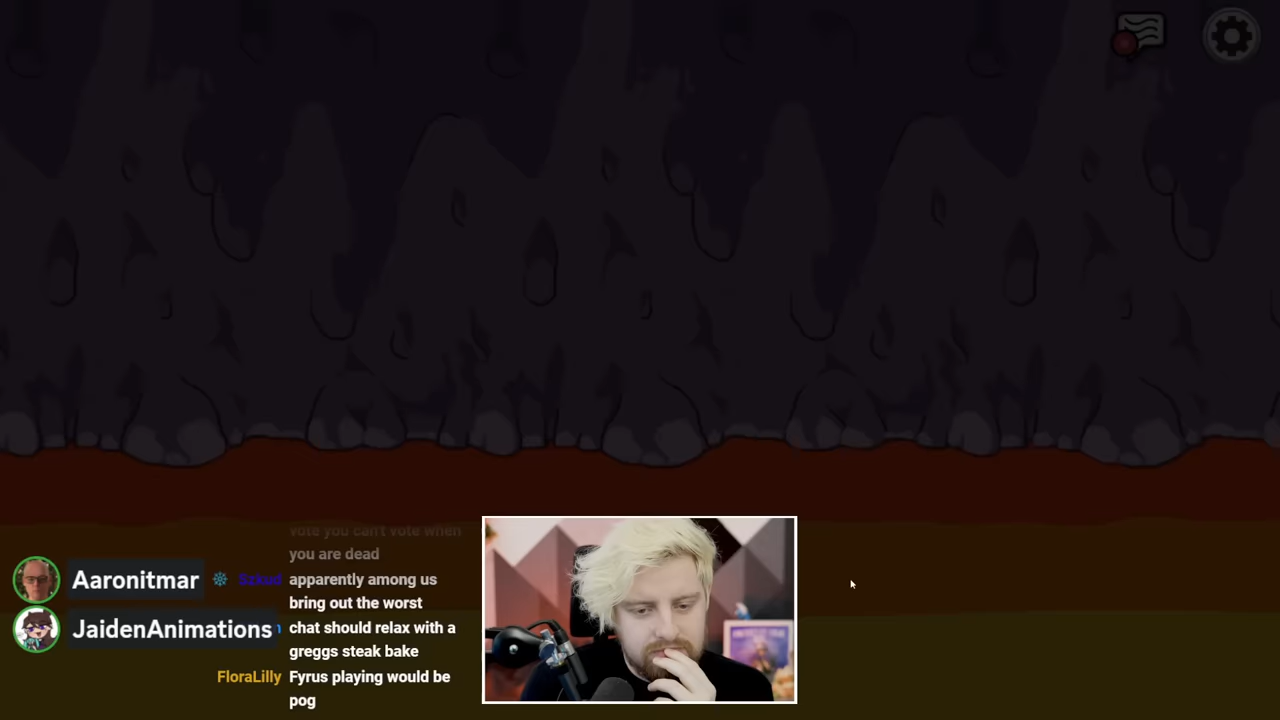 vote you can't vote when
you are dead
Aaronitmar
Szkud apparently among us
bring out the worst
JaidenAnimations
chat should relax with a
greggs steak bake
FloraLilly Fyrus playing would be
pog